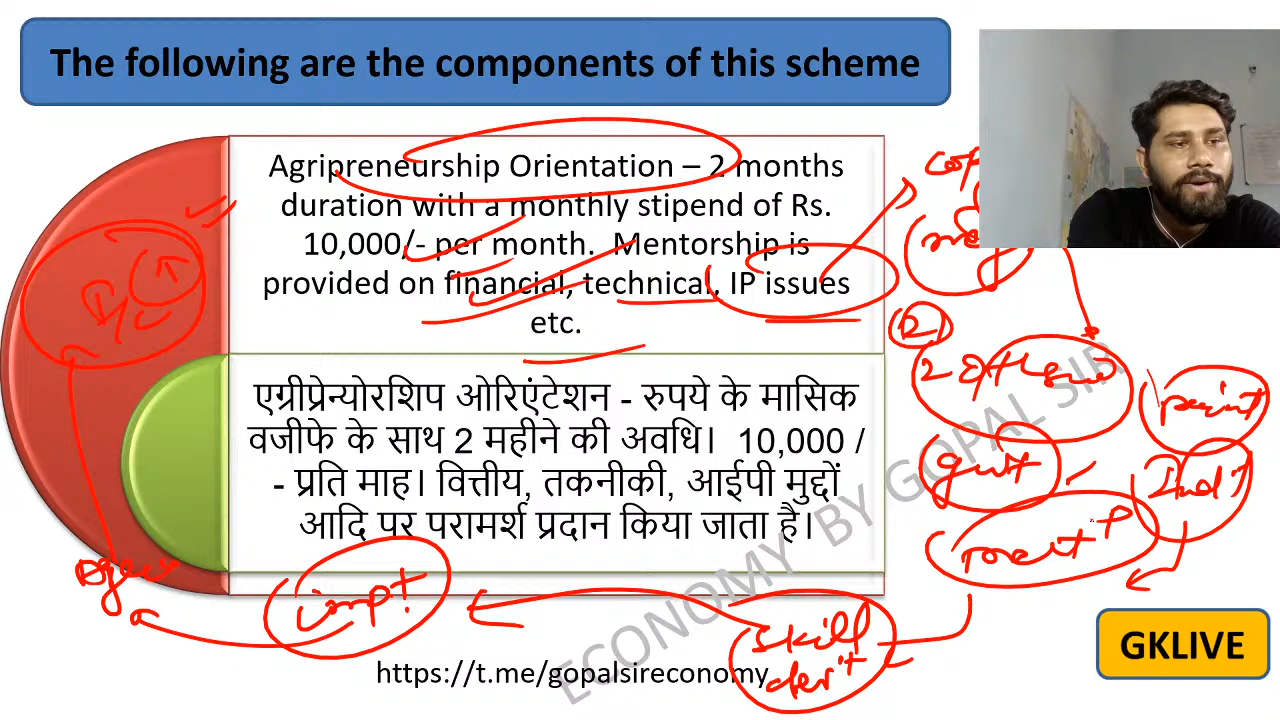 The following are the components of this scheme
Agripreneurship Orientation – 2 months
duration with a monthly stipend of Rs.
10,000/- per month. Mentorship is
provided on financial, technical, IP issues
etc.
एग्रीप्रेन्योरशिप ओरिएंटेशन - रुपये के मासिक
वजीफे के साथ 2 महीने की अवधि। 10,000 /
- प्रति माह। वित्तीय, तकनीकी, आईपी मुद्दों
आदि पर परामर्श प्रदान किया जाता है।
ECONOMY BY GOPAL SIR
2
govt
skill
impt
https://t.me/gopalsireconomy
GKLIVE